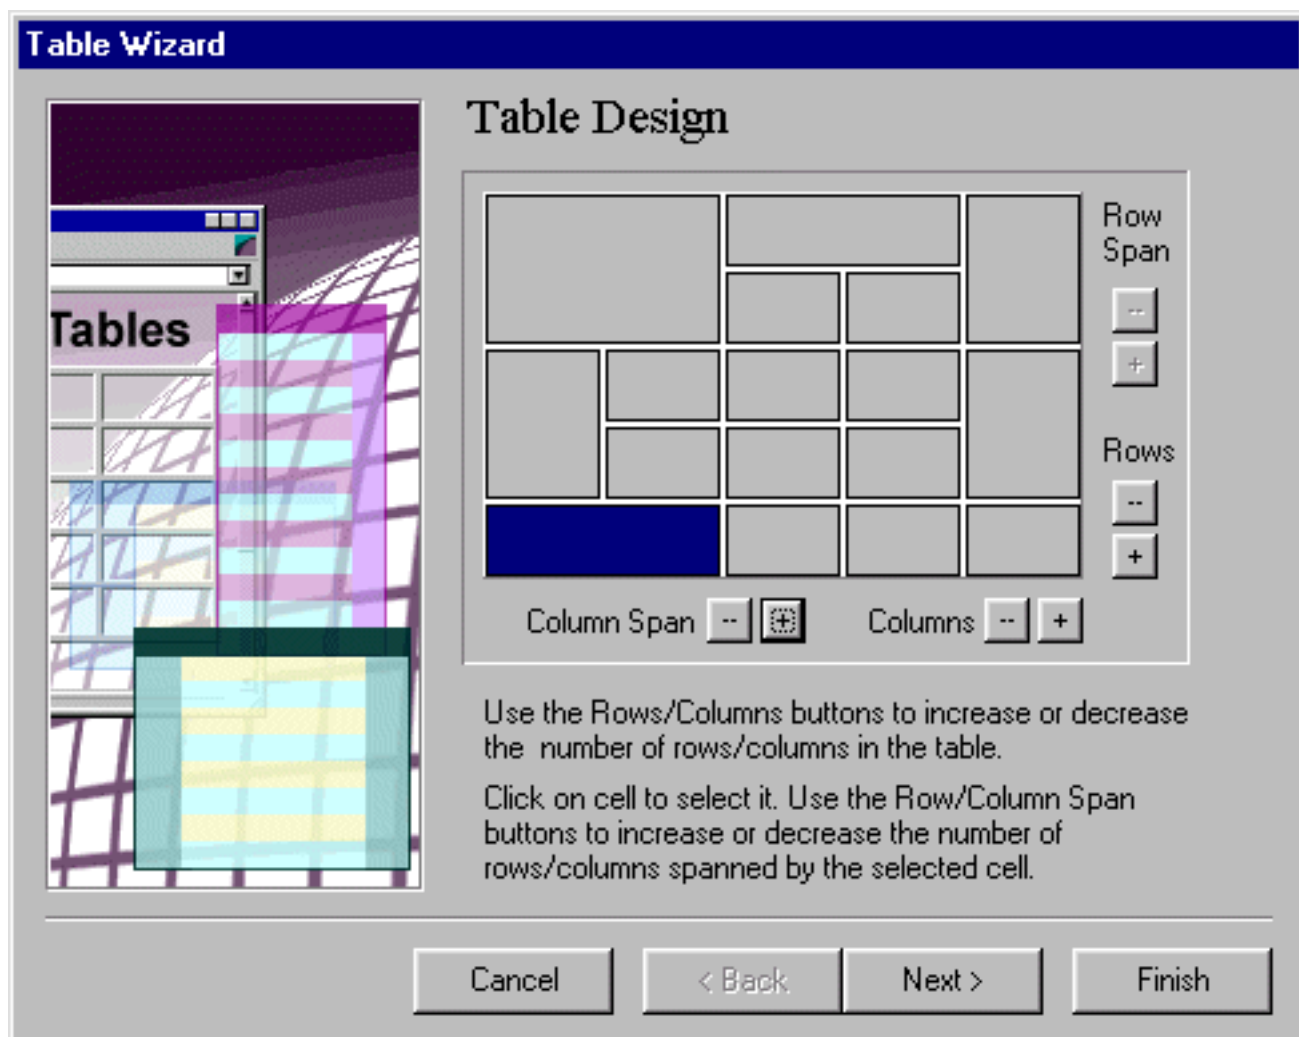 Table Wizard
Table Design
Tables
Row
Span
--
+
Rows
--
+
Column Span -- + Columns -- +
Use the Rows/Columns buttons to increase or decrease
the number of rows/columns in the table.
Click on cell to select it. Use the Row/Column Span
buttons to increase or decrease the number of
rows/columns spanned by the selected cell.
Cancel < Back Next > Finish